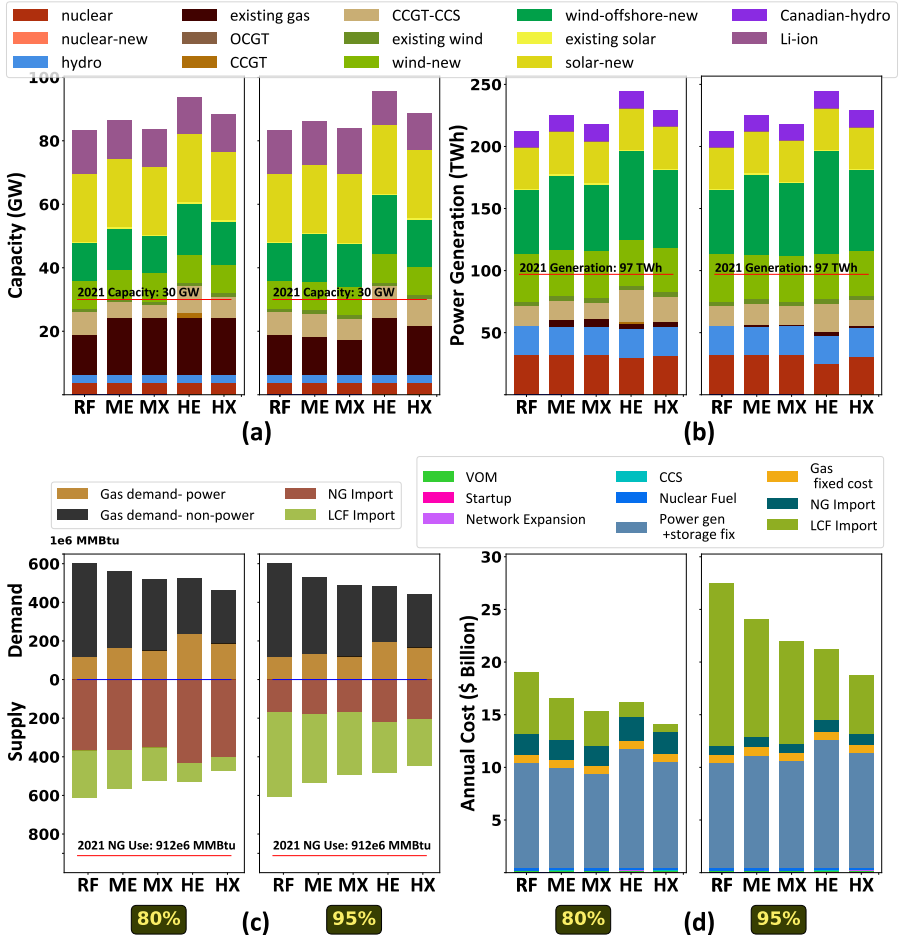 nuclear
nuclear-new
hydro
existing gas
OCGT
CCGT
CCGT-CCS
existing wind
wind-new
wind-offshore-new
existing solar
solar-new
Canadian-hydro
Li-ion
Capacity (GW)
100
80
60
40
20
2021 Capacity: 30 GW
2021 Capacity: 30 GW
RF ME MX HE HX
RF ME MX HE HX
(a)
Power Generation (TWh)
250
200
150
100
50
2021 Generation: 97 TWh
2021 Generation: 97 TWh
RF ME MX HE HX
RF ME MX HE HX
(b)
Gas demand- power
Gas demand- non-power
NG Import
LCF Import
1e6 MMBtu
Demand
Supply
600
400
200
0
200
400
600
800
2021 NG Use: 912e6 MMBtu
2021 NG Use: 912e6 MMBtu
RF ME MX HE HX
RF ME MX HE HX
80%
(c)
95%
VOM
Startup
Network Expansion
CCS
Nuclear Fuel
Power gen
+storage fix
Gas
fixed cost
NG Import
LCF Import
Annual Cost ($ Billion)
30
25
20
15
10
5
RF ME MX HE HX
RF ME MX HE HX
80%
(d)
95%